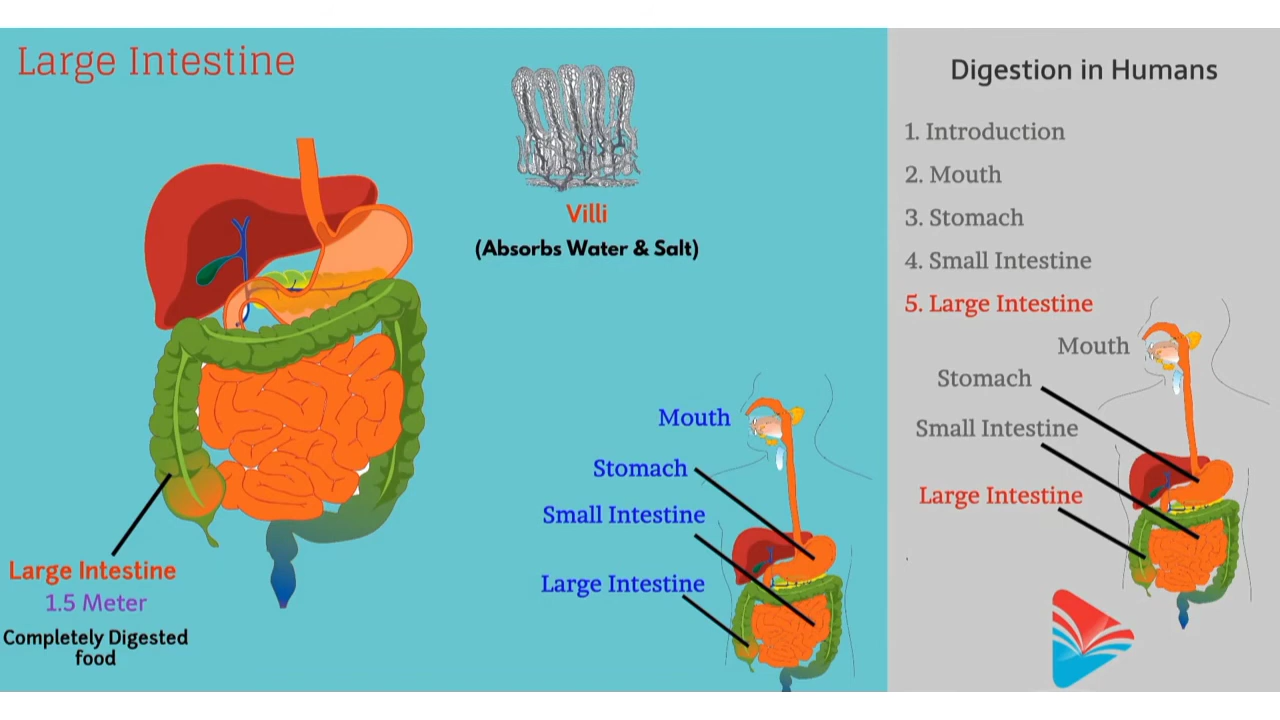 Large Intestine
Villi
(Absorbs Water & Salt)
Large Intestine
1.5 Meter
Completely Digested
food
Mouth
Stomach
Small Intestine
Large Intestine
Digestion in Humans
1. Introduction
2. Mouth
3. Stomach
4. Small Intestine
5. Large Intestine
Mouth
Stomach
Small Intestine
Large Intestine